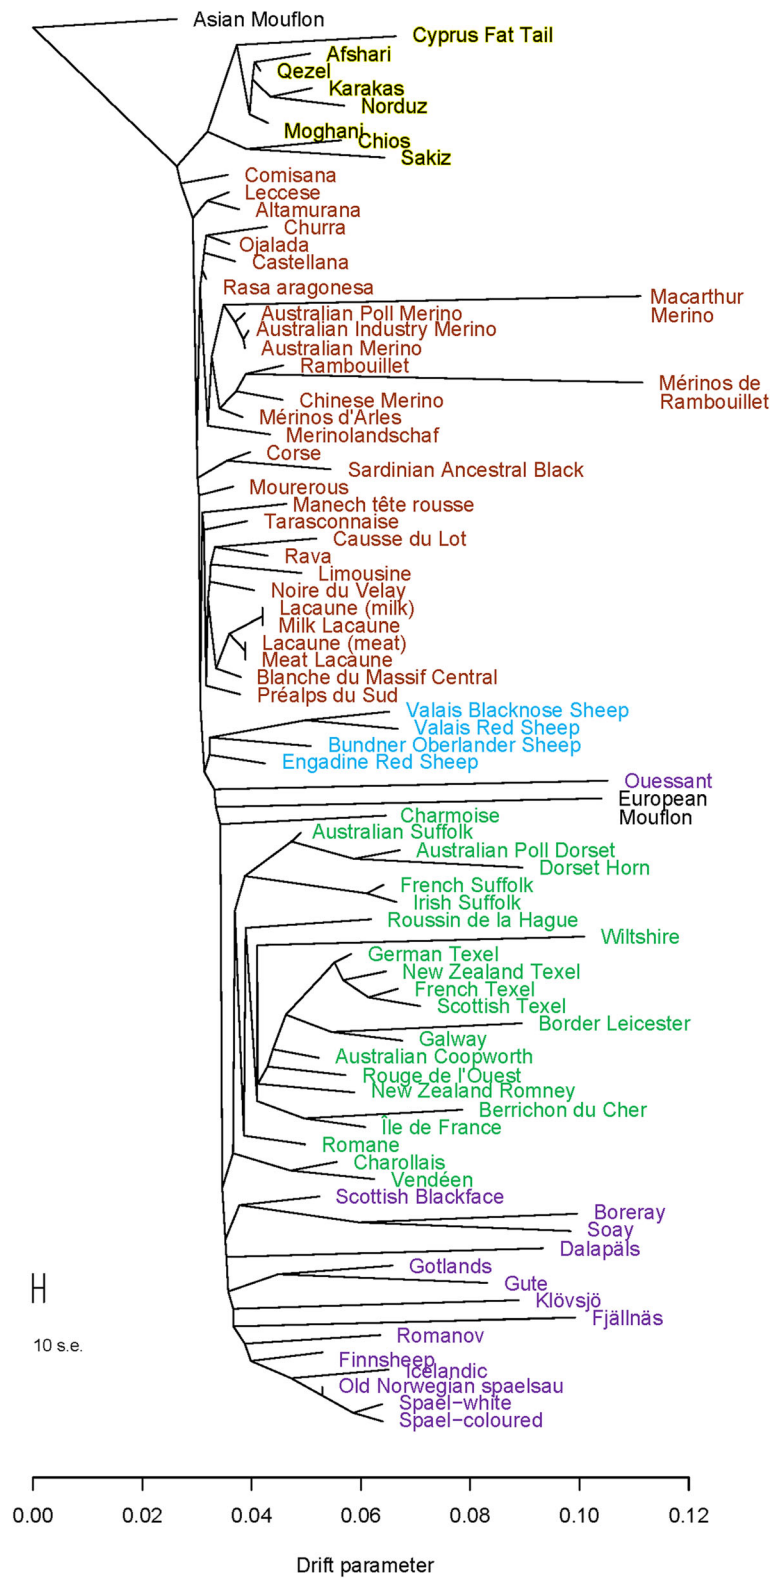 Asian Mouflon
Cyprus Fat Tail
Afshari
Qezel
Karakas
Norduz
Moghani
Chios
Sakiz
Comisana
Leccese
Altamurana
Churra
Ojalada
Castellana
Rasa aragonesa
Macarthur
Merino
Australian Poll Merino
Australian Industry Merino
Australian Merino
Rambouillet
Mérinos de
Rambouillet
Chinese Merino
Mérinos d'Arles
Merinolandschaf
Corse
Sardinian Ancestral Black
Mourerous
Manech tête rousse
Tarasconnaise
Causse du Lot
Rava
Limousine
Noire du Velay
Lacaune (milk)
Milk Lacaune
Lacaune (meat)
Meat Lacaune
Blanche du Massif Central
Préalps du Sud
Valais Blacknose Sheep
Valais Red Sheep
Bundner Oberlander Sheep
Engadine Red Sheep
Ouessant
European
Mouflon
Charmoise
Australian Suffolk
Australian Poll Dorset
Dorset Horn
French Suffolk
Irish Suffolk
Roussin de la Hague
Wiltshire
German Texel
New Zealand Texel
French Texel
Scottish Texel
Border Leicester
Galway
Australian Coopworth
Rouge de l'Ouest
New Zealand Romney
Berrichon du Cher
Île de France
Romane
Charollais
Vendéen
Scottish Blackface
Boreray
Soay
Dalapäls
Gotlands
Gute
Klövsjö
Fjällnäs
Romanov
Finnsheep
Icelandic
Old Norwegian spaelsau
Spael−white
Spael−coloured
10 s.e.
0.00 0.02 0.04 0.06 0.08 0.10 0.12
Drift parameter